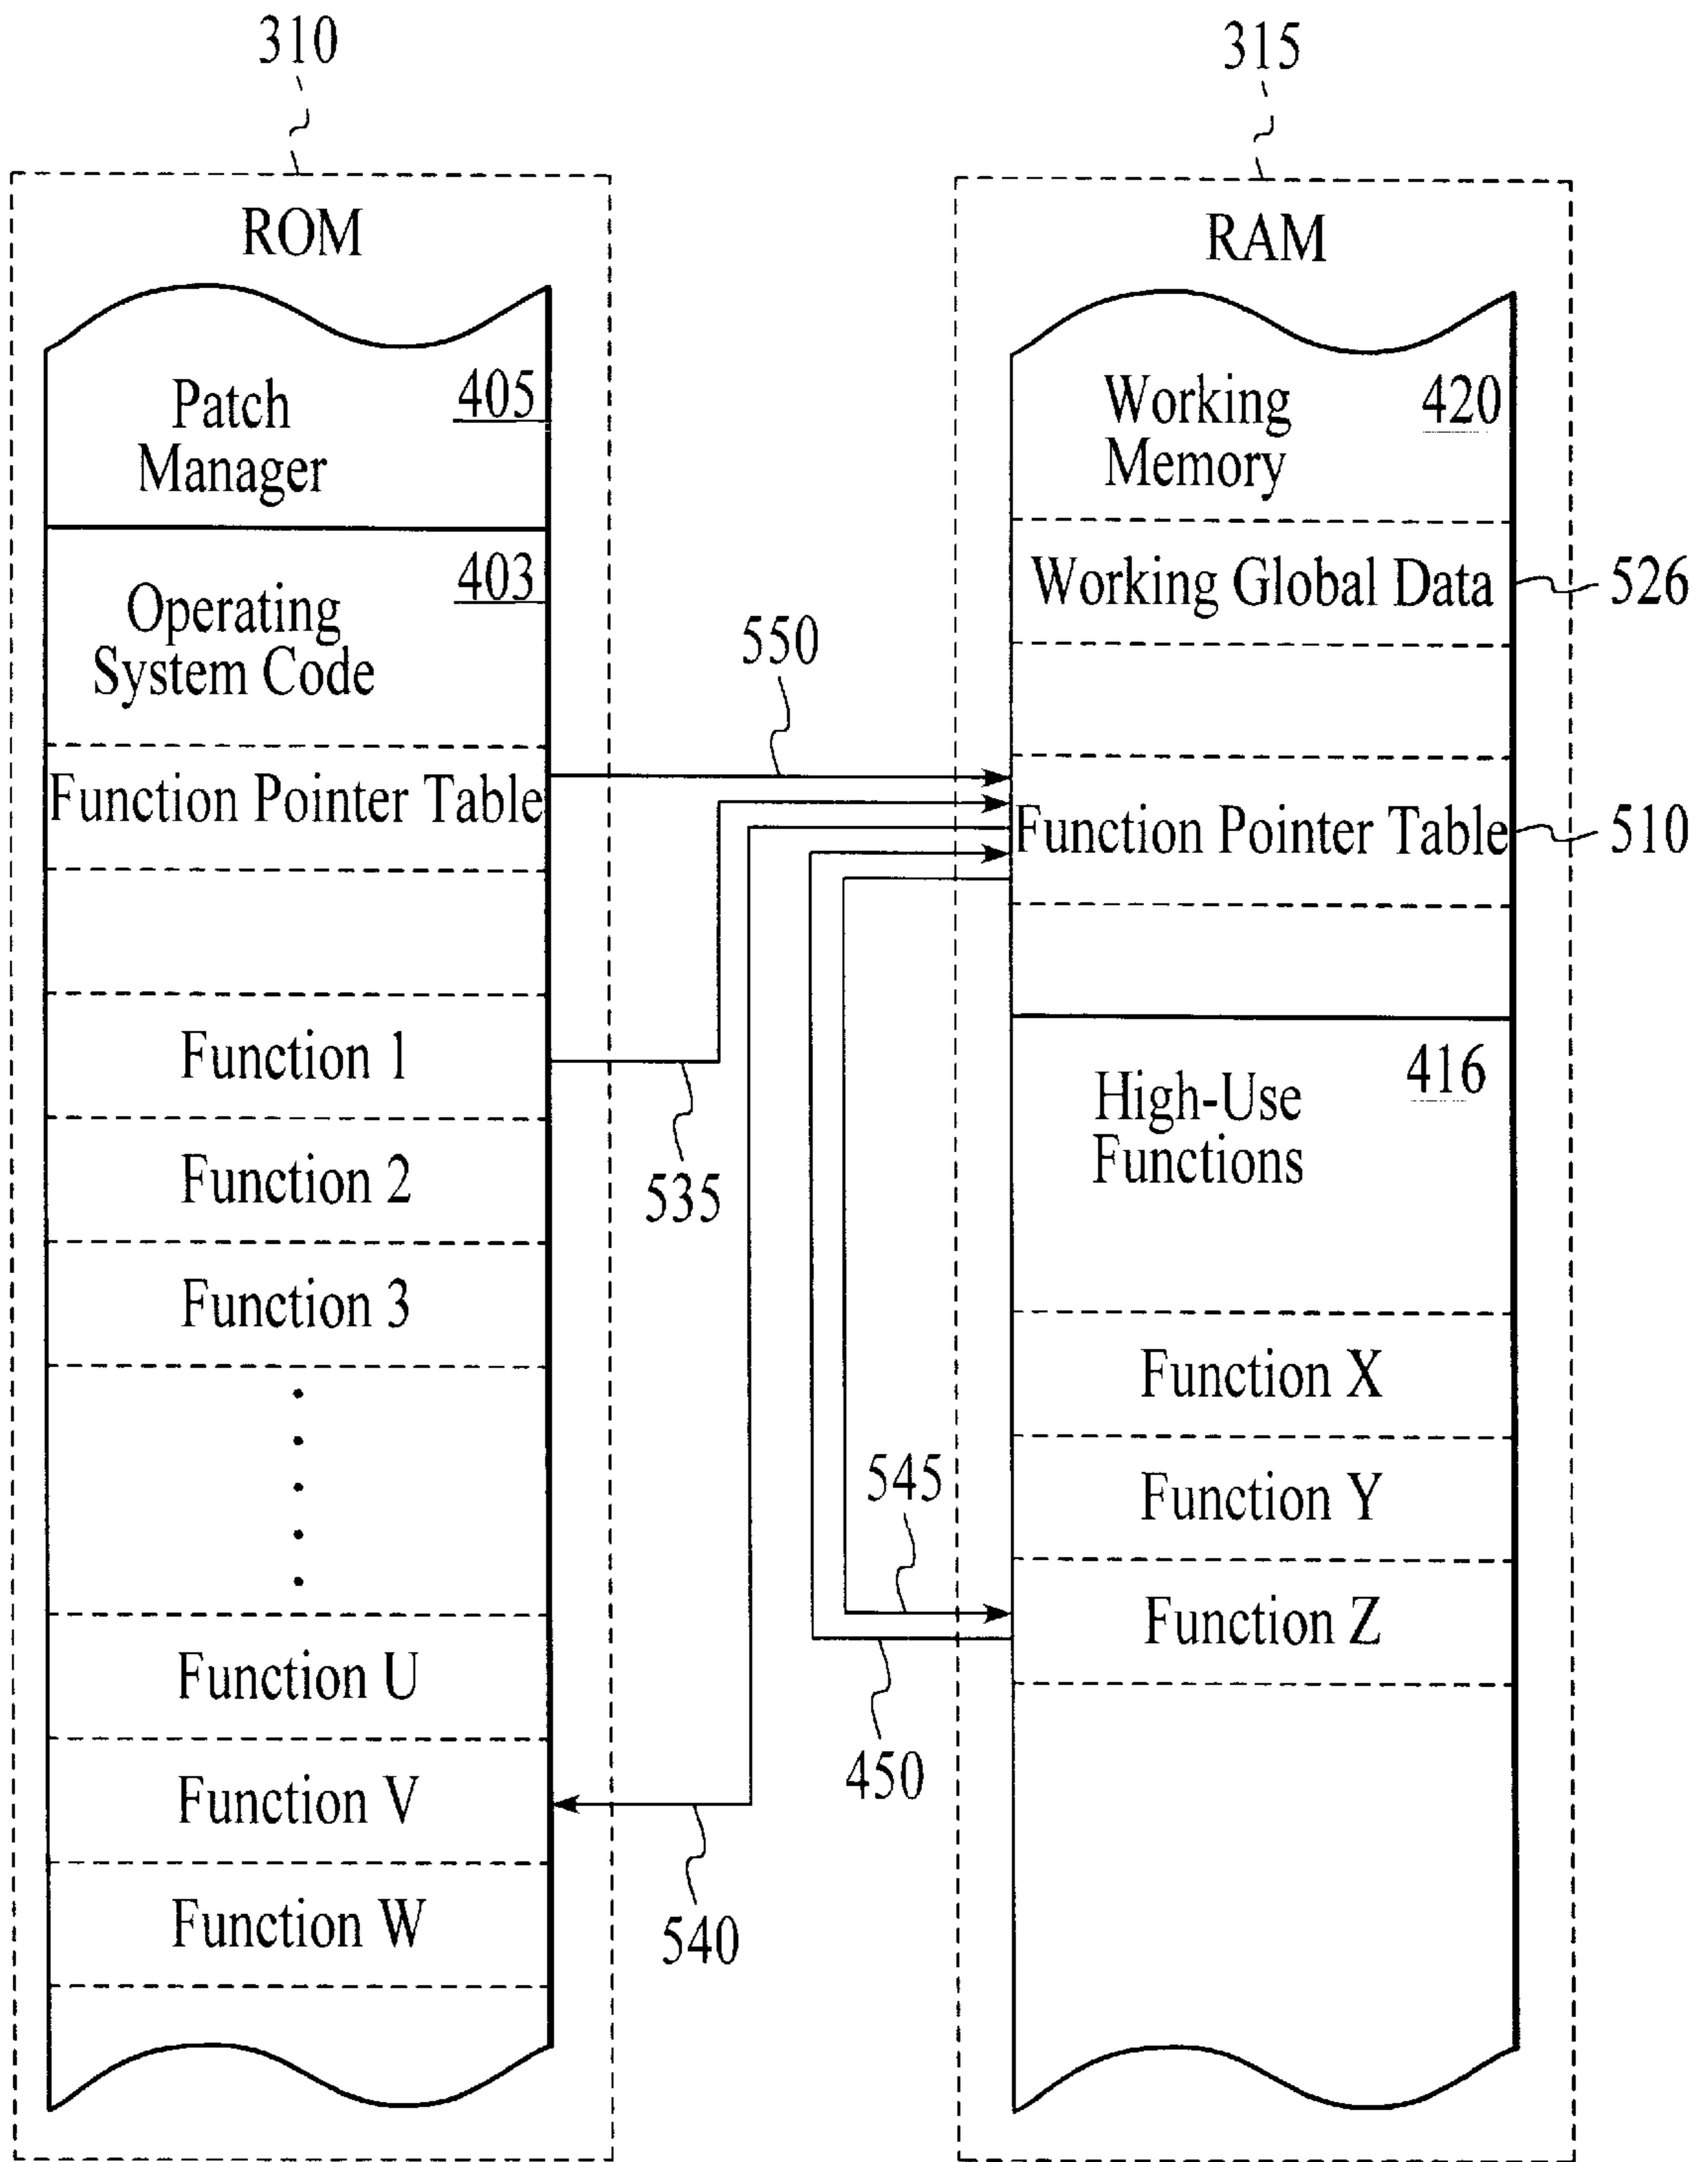 310
ROM
Patch
Manager
405
Operating
System Code
403
Function Pointer Table
Function 1
Function 2
Function 3
Function U
Function V
Function W
550
535
545
450
540
315
RAM
Working
Memory
420
Working Global Data
526
Function Pointer Table
510
High-Use
Functions
416
Function X
Function Y
Function Z